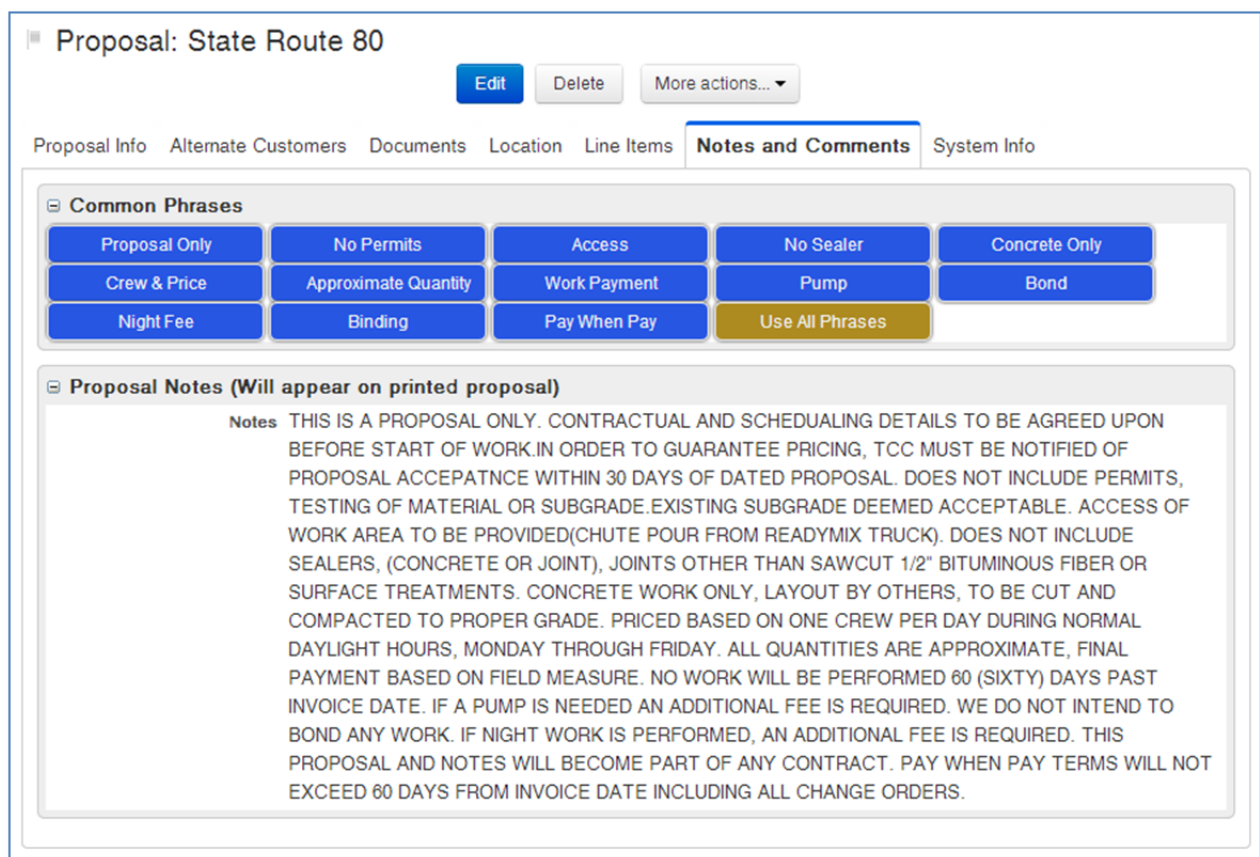 Proposal: State Route 80
Edit Delete More actions...
Proposal Info Alternate Customers Documents Location Line Items Notes and Comments System Info
Common Phrases
Proposal Only No Permits Access No Sealer Concrete Only
Crew & Price Approximate Quantity Work Payment Pump Bond
Night Fee Binding Pay When Pay Use All Phrases
Proposal Notes (Will appear on printed proposal)
Notes THIS IS A PROPOSAL ONLY. CONTRACTUAL AND SCHEDUALING DETAILS TO BE AGREED UPON
BEFORE START OF WORK.IN ORDER TO GUARANTEE PRICING, TCC MUST BE NOTIFIED OF
PROPOSAL ACCEPATNCE WITHIN 30 DAYS OF DATED PROPOSAL. DOES NOT INCLUDE PERMITS,
TESTING OF MATERIAL OR SUBGRADE.EXISTING SUBGRADE DEEMED ACCEPTABLE. ACCESS OF
WORK AREA TO BE PROVIDED(CHUTE POUR FROM READYMIX TRUCK). DOES NOT INCLUDE
SEALERS, (CONCRETE OR JOINT), JOINTS OTHER THAN SAWCUT 1/2" BITUMINOUS FIBER OR
SURFACE TREATMENTS. CONCRETE WORK ONLY, LAYOUT BY OTHERS, TO BE CUT AND
COMPACTED TO PROPER GRADE. PRICED BASED ON ONE CREW PER DAY DURING NORMAL
DAYLIGHT HOURS, MONDAY THROUGH FRIDAY. ALL QUANTITIES ARE APPROXIMATE, FINAL
PAYMENT BASED ON FIELD MEASURE. NO WORK WILL BE PERFORMED 60 (SIXTY) DAYS PAST
INVOICE DATE. IF A PUMP IS NEEDED AN ADDITIONAL FEE IS REQUIRED. WE DO NOT INTEND TO
BOND ANY WORK. IF NIGHT WORK IS PERFORMED, AN ADDITIONAL FEE IS REQUIRED. THIS
PROPOSAL AND NOTES WILL BECOME PART OF ANY CONTRACT. PAY WHEN PAY TERMS WILL NOT
EXCEED 60 DAYS FROM INVOICE DATE INCLUDING ALL CHANGE ORDERS.